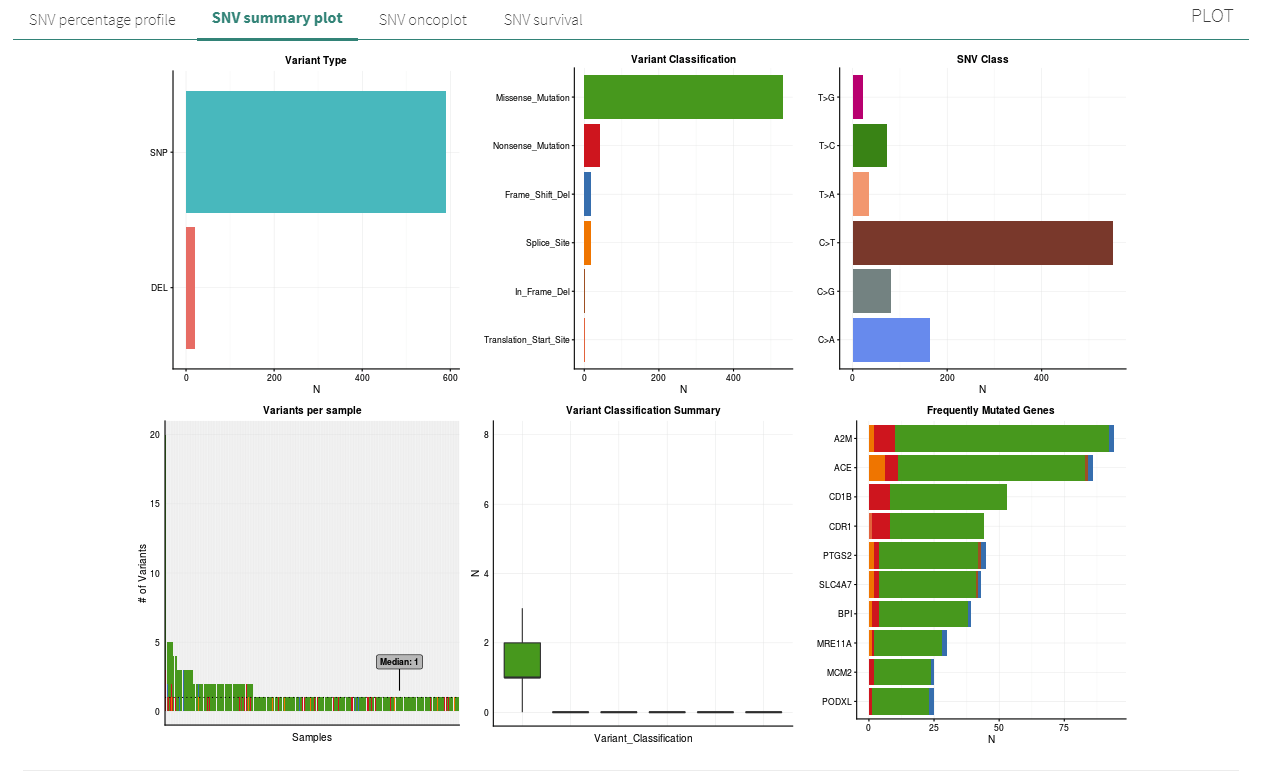 SNV percentage profile
SNV summary plot
SNV oncoplot
SNV survival
PLOT
Variant Type
SNP
DEL
0 200 400 600
N
Variant Classification
Missense_Mutation
Nonsense_Mutation
Frame_Shift_Del
Splice_Site
In_Frame_Del
Translation_Start_Site
0 200 400
N
SNV Class
T>G
T>C
T>A
C>T
C>G
C>A
0 200 400
N
Variants per sample
# of Variants
20
15
10
5
0
Median: 1
Samples
Variant Classification Summary
N
8
6
4
2
0
Variant_Classification
Frequently Mutated Genes
A2M
ACE
CD1B
CDR1
PTGS2
SLC4A7
BPI
MRE11A
MCM2
PODXL
0 25 50 75
N